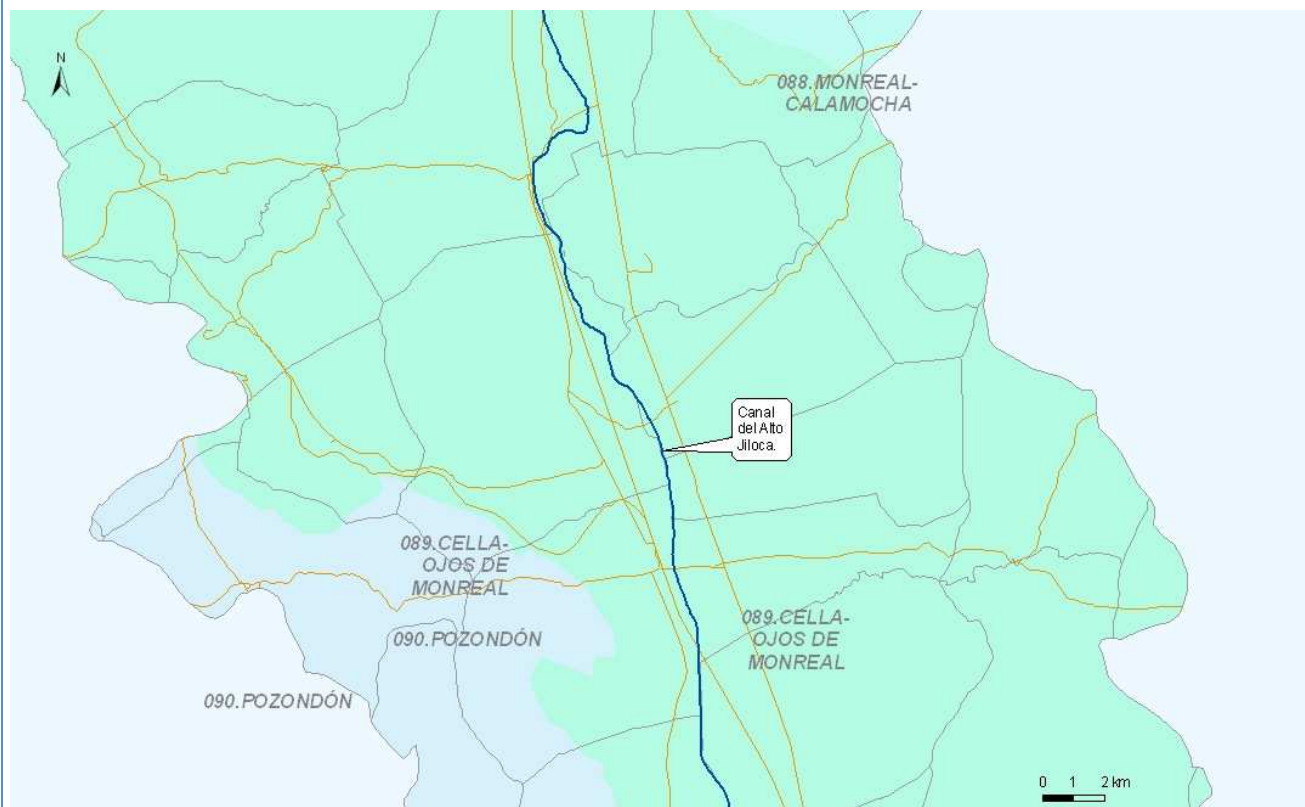 N
088.MONREAL-
CALAMOCHA
Canal
del Alto
Jiloca.
089.CELLA-
OJOS DE
MONREAL
090.POZONDÓN
089.CELLA-
OJOS DE
MONREAL
090.POZONDÓN
0 1 2 km